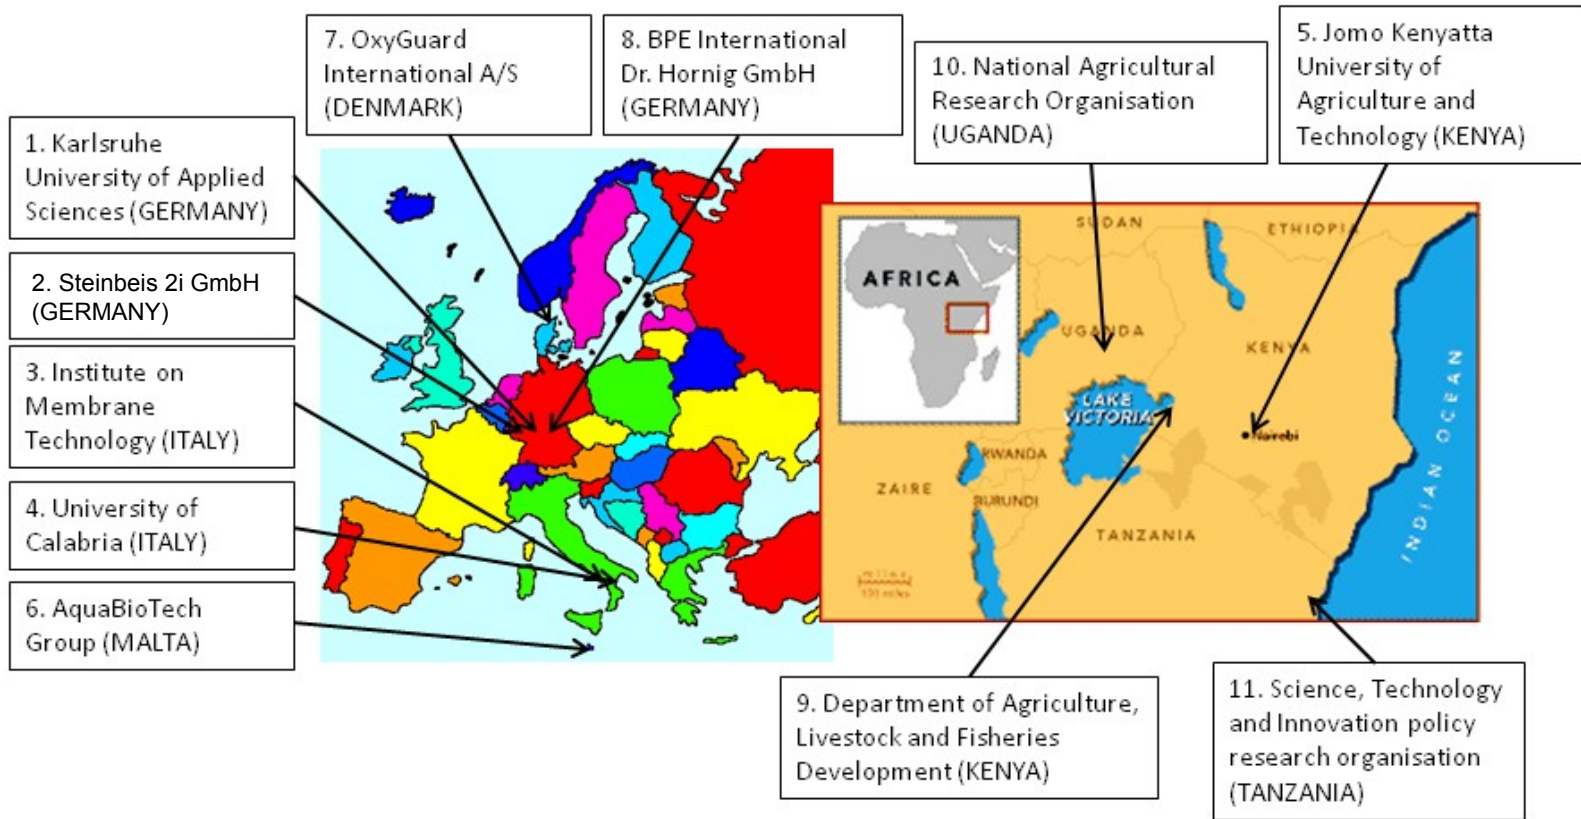 7. OxyGuard
International A/S
(DENMARK)
8. BPE International
Dr. Hornig GmbH
(GERMANY)
10. National Agricultural
Research Organisation
(UGANDA)
5. Jomo Kenyatta
University of
Agriculture and
Technology (KENYA)
1. Karlsruhe
University of Applied
Sciences (GERMANY)
2. Steinbeis 2i GmbH
(GERMANY)
3. Institute on
Membrane
Technology (ITALY)
4. University of
Calabria (ITALY)
6. AquaBioTech
Group (MALTA)
SUDAN
ETHIOPIA
AFRICA
UGANDA
KENYA
LAKE
VICTORIA
Nairobi
RWANDA
ZAIRE
BURUNDI
TANZANIA
INDIAN OCEAN
miles
9. Department of Agriculture,
Livestock and Fisheries
Development (KENYA)
11. Science, Technology
and Innovation policy
research organisation
(TANZANIA)